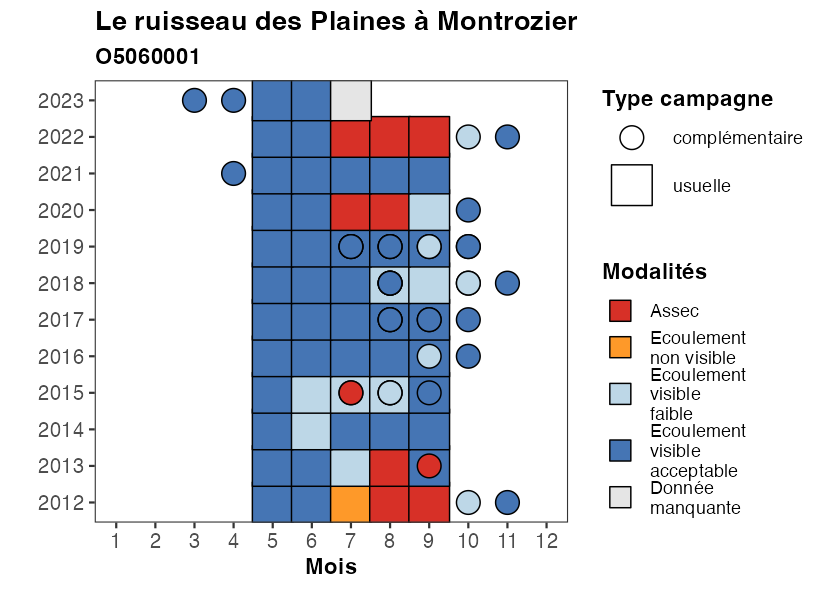 Le ruisseau des Plaines à Montrozier
O5060001
2023
2022
2021
2020
2019
2018
2017
2016
2015
2014
2013
2012
1 2 3 4 5 6 7 8 9 10 11 12
Mois
Type campagne
complémentaire
usuelle
Modalités
Assec
Ecoulement
non visible
Ecoulement
visible
faible
Ecoulement
visible
acceptable
Donnée
manquante